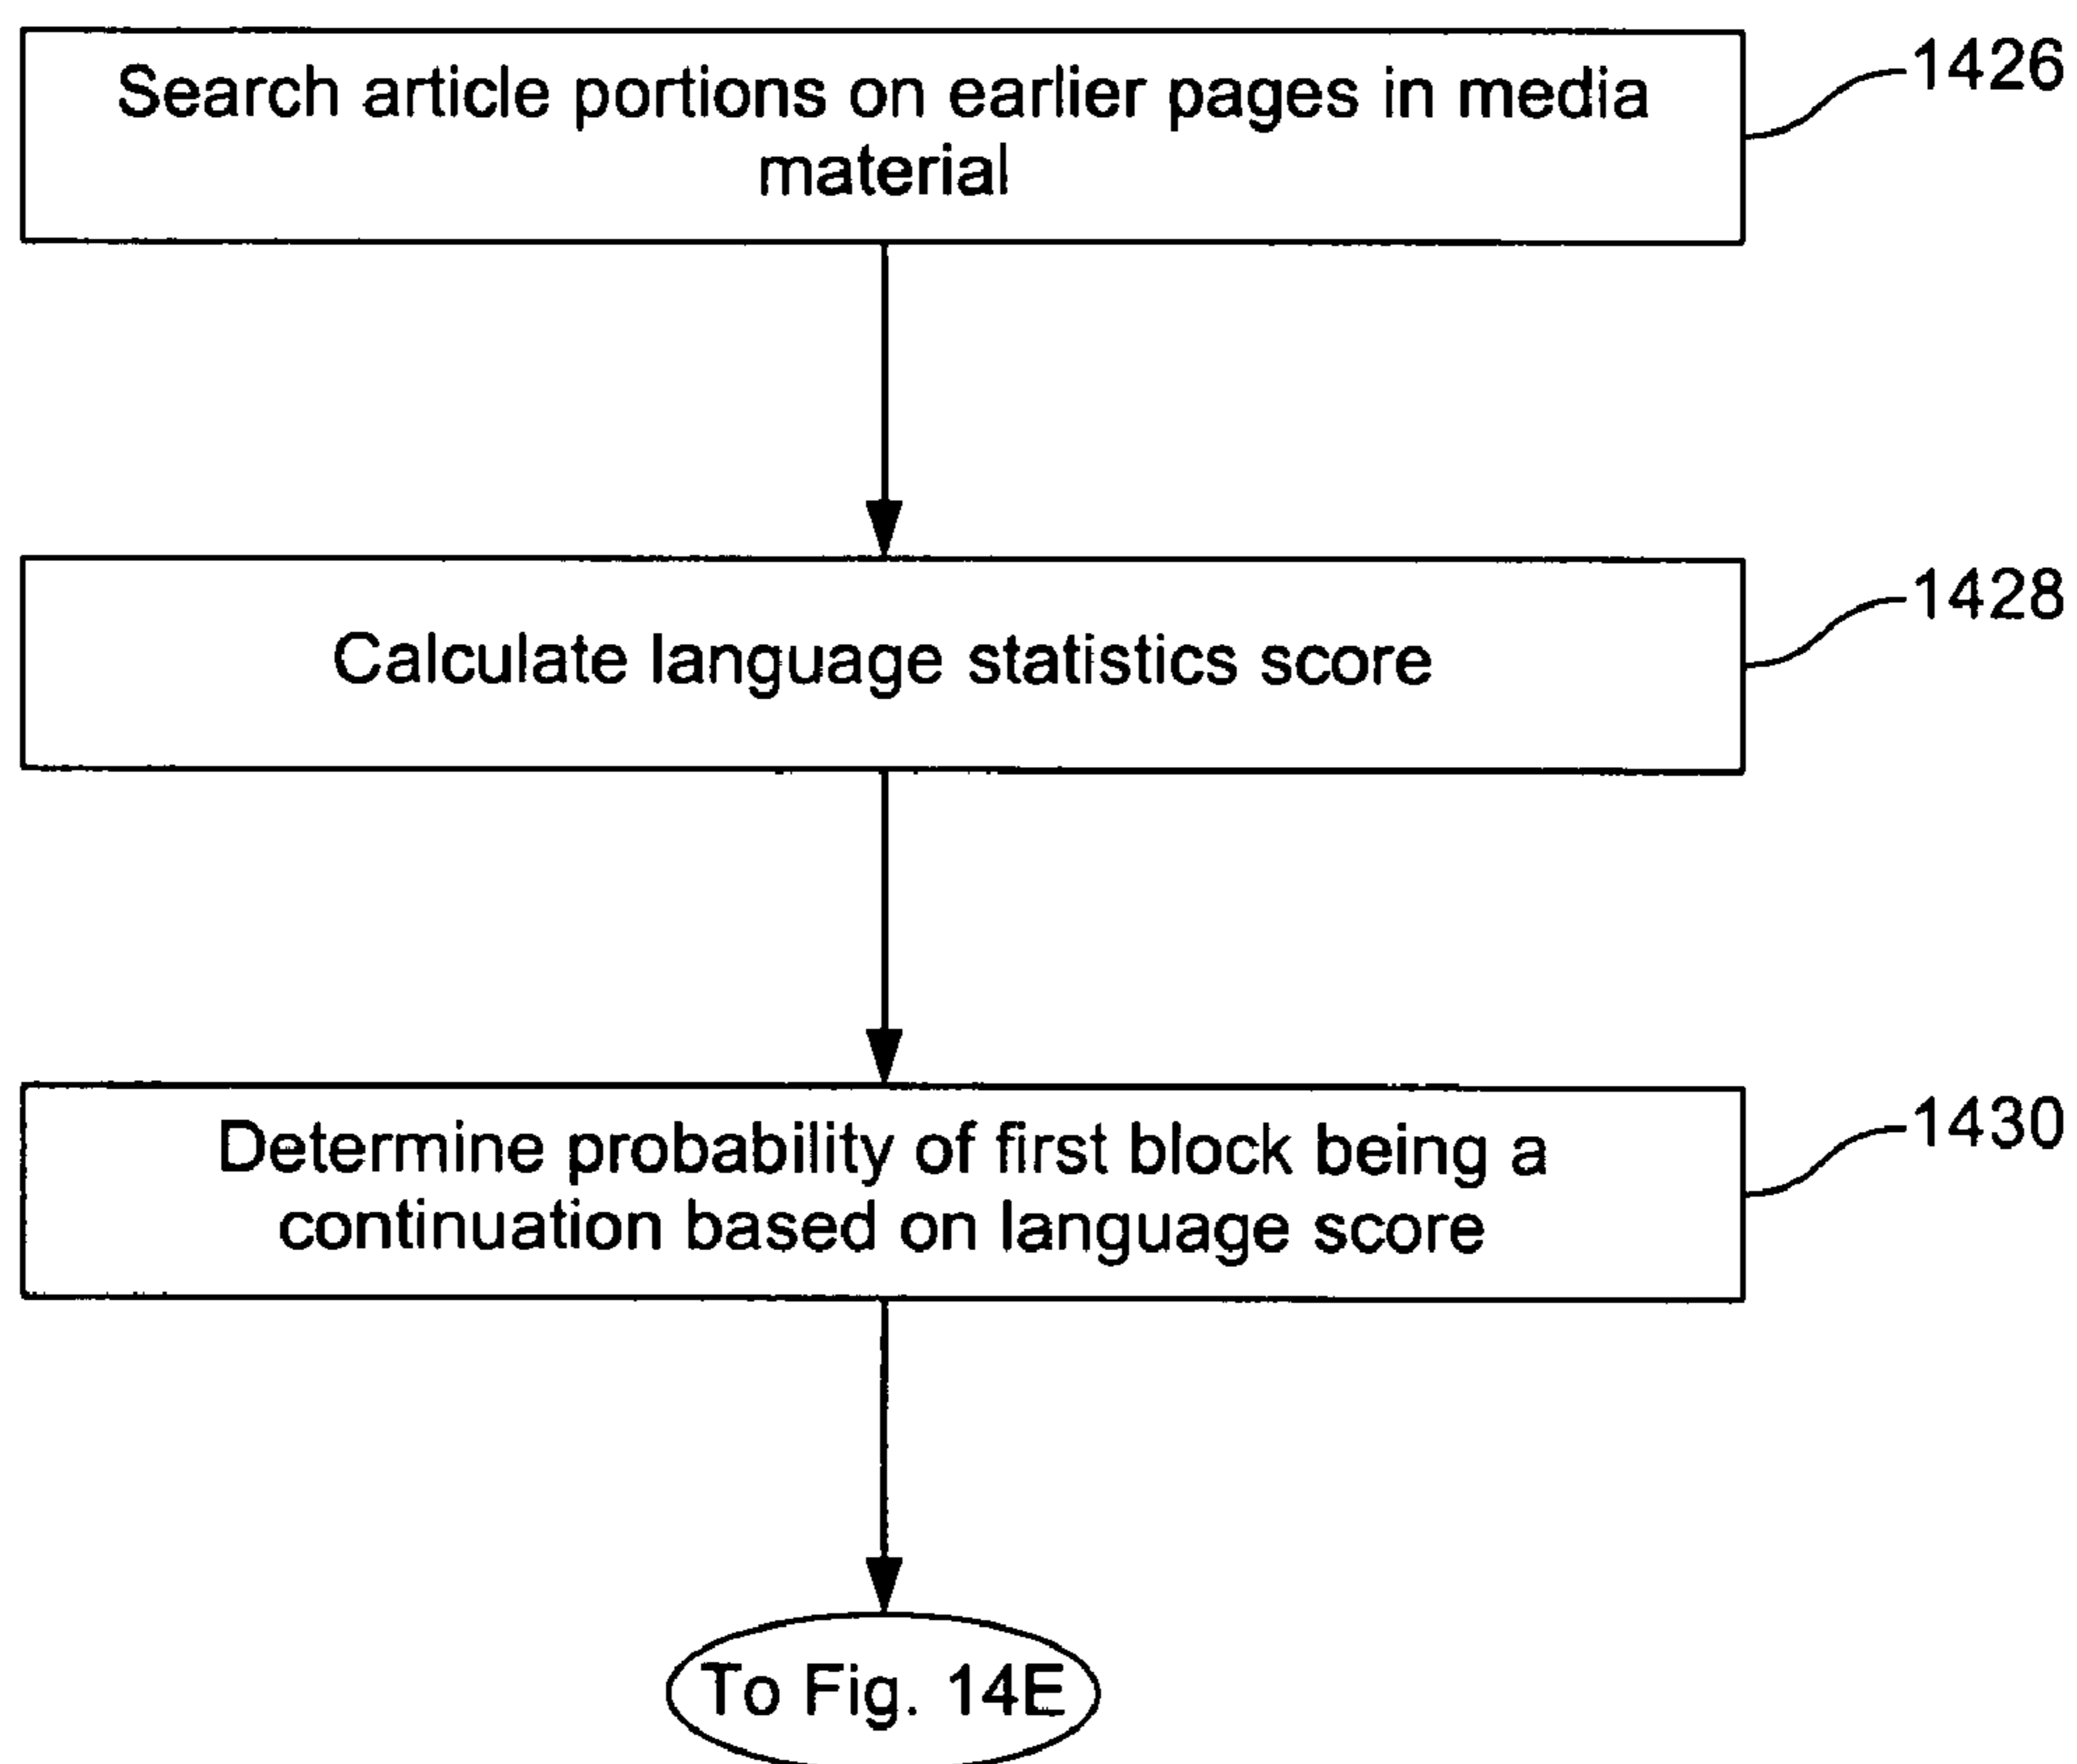 Search article portions on earlier pages in media
material
1426
Calculate language statistics score
1428
Determine probability of first block being a
continuation based on language score
1430
To Fig. 14E